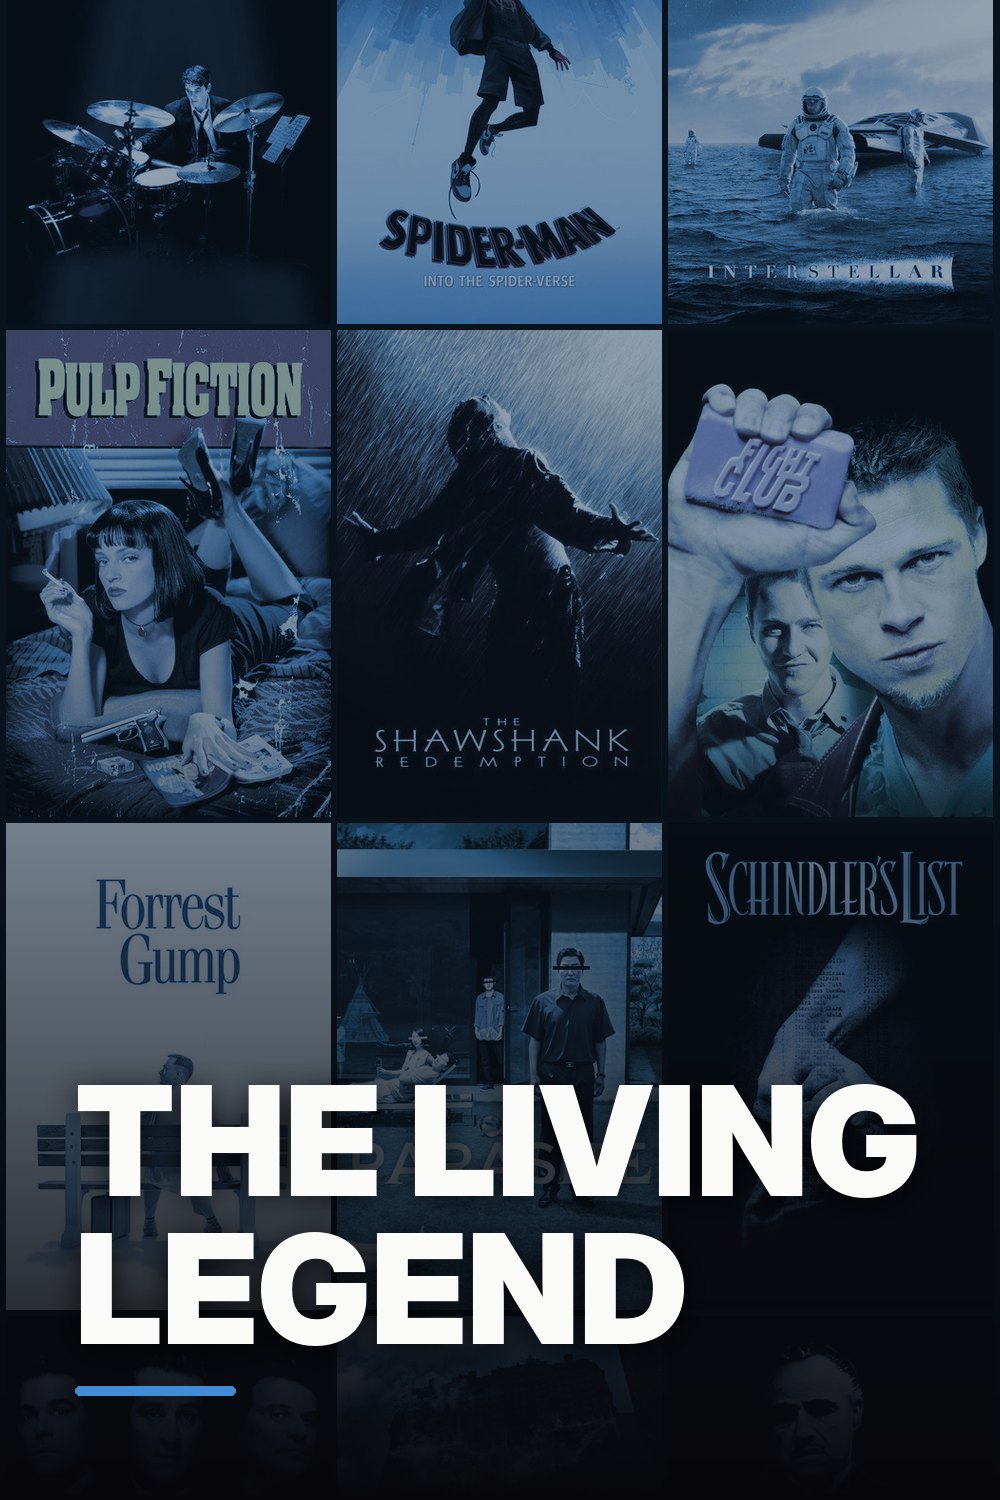 SPIDER-MAN
INTO THE SPIDER-VERSE
INTERSTELLAR
PULP FICTION
THE
SHAWSHANK
REDEMPTION
FIGHT
CLUB
Forrest
Gump
SCHINDLER'S LIST
PARASITE
THE LIVING
LEGEND